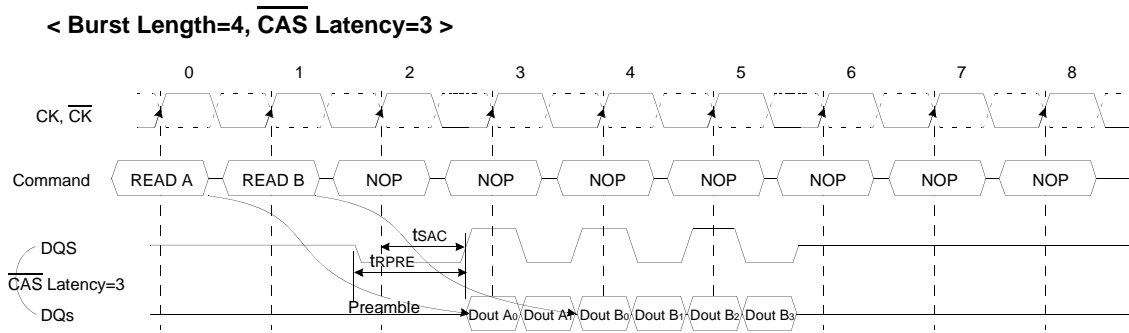 < Burst Length=4, CAS Latency=3 >
0 1 2 3 4 5 6 7 8
CK, CK
Command READ A READ B NOP NOP NOP NOP NOP NOP NOP
tSAC
DQS
tRPRE
CAS Latency=3
Preamble
DQs Dout A0 Dout A1 Dout B0 Dout B1 Dout B2 Dout B3